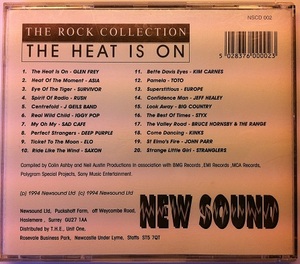 THE ROCK COLLECTION
NSCD 002
THE HEAT IS ON
5 028376 000023
1. The Heat Is On - GLEN FREY
2. Heat Of The Moment - ASIA
3. Eye Of The Tiger - SURVIVOR
4. Spirit Of Radio - RUSH
5. Centrefold - J GEILS BAND
6. Real Wild Child - IGGY POP
7. My On My - SAD CAFE
8. Perfect Strangers - DEEP PURPLE
9. Ticket To The Moon - ELO
10. Ride Like The Wind - SAXON
11. Bette Davis Eyes - KIM CARNES
12. Pamela - TOTO
13. Superstitious - EUROPE
14. Confidence Man - JEFF HEALEY
15. Look Away - BIG COUNTRY
16. The Best Of Times - STYX
17. The Valley Road - BRUCE HORNSBY & THE RANGE
18. Come Dancing - KINKS
19. St Elmo's Fire - JOHN PARR
20. Strange Little Girl - STRANGLERS
Compiled by Colin Ashby and Neil Austin Productions in association with BMG Records, EMI Records, MCA Records,
Polygram Special Projects, Sony Music Entertainment.
(p) 1994 NewSound Ltd (c) 1994 NewSound Ltd
Newsound Ltd, Puckshott Farm, off Weycombe Road,
Haslemere, Surrey GU27 1AA
Distributed by T.H.E., Unit One,
Rosevale Business Park, Newcastle Under Lyme, Staffs ST5 7QT
NEW SOUND